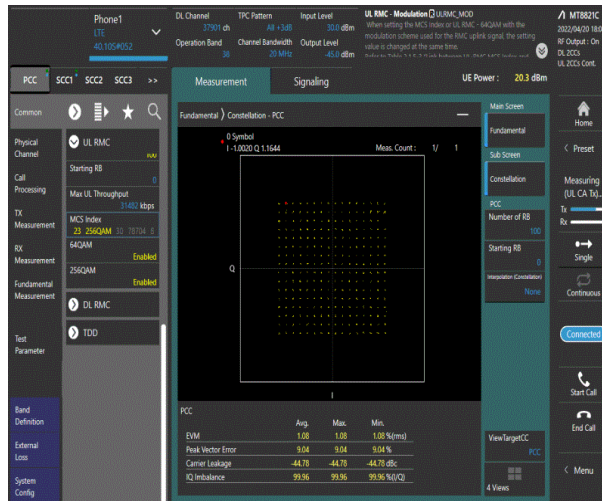 Phone1
LTE
40.105#052
DL Channel
37901 ch
Operation Band
38
TPC Pattern
All +3dB
Channel Bandwidth
20 MHz
Input Level
30.0 dBm
Output Level
-45.0 dBm
UL RMC - Modulation ULRMC_MOD
When setting the MCS index or UL RMC - 64QAM with the
modulation scheme used for the RMC uplink signal, the setting
value is changed at the same time.
MT8821C
2022/04/20 18:0
RF Output : On
DL 2CCs
UL 2CCs Cont.
PCC
SCC1
SCC2
SCC3
>>
Measurement
Signaling
UE Power : 20.3 dBm
Common
Physical
Channel
Call
Processing
TX
Measurement
RX
Measurement
Fundamental
Measurement
Test
Parameter
Band
Definition
External
Loss
System
Config
UL RMC
Starting RB
0
Max UL Throughput
31482 kbps
MCS Index
23 256QAM 30 78704 8
64QAM
Enabled
256QAM
Enabled
DL RMC
TDD
Fundamental ⟩ Constellation - PCC
0 Symbol
I -1.0020 Q 1.1644
Meas. Count : 1/ 1
Q
I
PCC
Avg. Max. Min.
EVM 1.08 1.08 1.08 %(rms)
Peak Vector Error 9.04 9.04 9.04 %
Carrier Leakage -44.78 -44.78 -44.78 dBc
IQ Imbalance 99.96 99.96 99.96 %(I/Q)
Main Screen
Fundamental
Sub Screen
Constellation
PCC
Number of RB
100
Starting RB
0
Interpolation (Constellation)
None
ViewTargetCC
PCC
4 Views
Home
Preset
Measuring
(UL CA Tx)...
Tx
Rx
Single
Continuous
Connected
Start Call
End Call
Menu